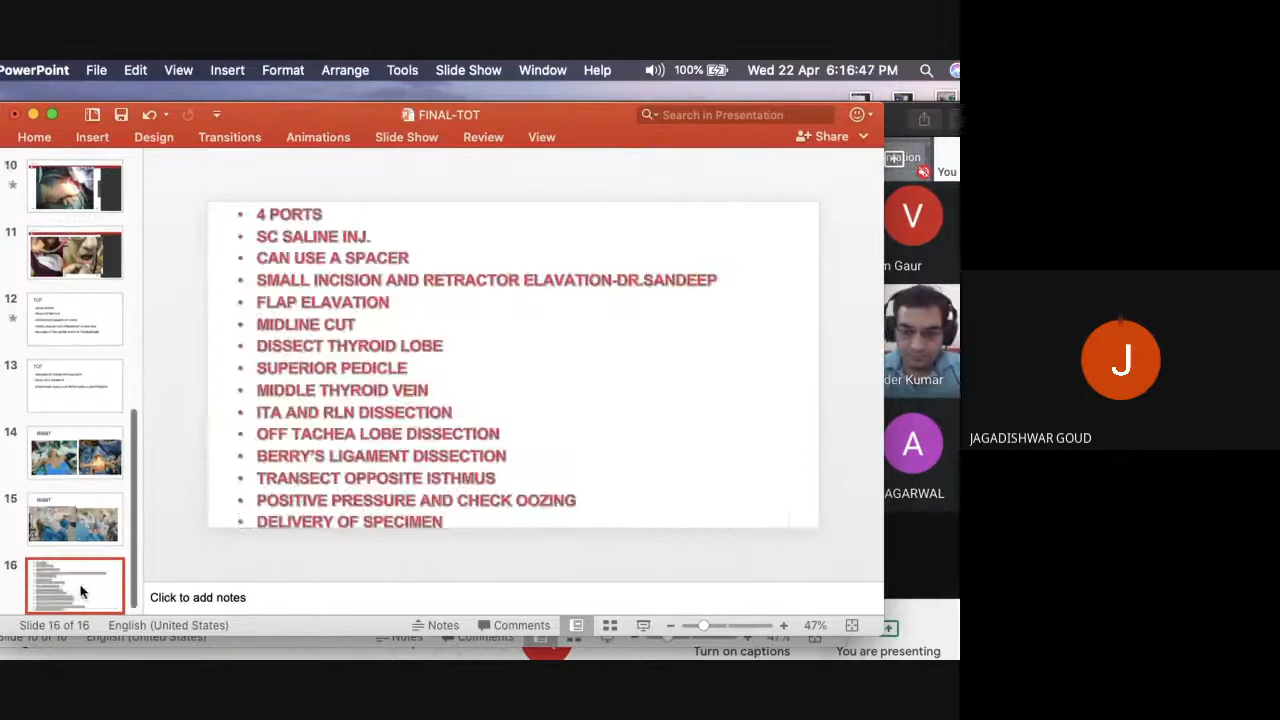 PowerPoint File Edit View Insert Format Arrange Tools Slide Show Window Help 100% Wed 22 Apr 6:16:47 PM
FINAL-TOT
Search in Presentation
Home Insert Design Transitions Animations Slide Show Review View
Share
10
11
12
TOT
13
TOT
14
15
16
• 4 PORTS
• SC SALINE INJ.
• CAN USE A SPACER
• SMALL INCISION AND RETRACTOR ELAVATION-DR.SANDEEP
• FLAP ELAVATION
• MIDLINE CUT
• DISSECT THYROID LOBE
• SUPERIOR PEDICLE
• MIDDLE THYROID VEIN
• ITA AND RLN DISSECTION
• OFF TACHEA LOBE DISSECTION
• BERRY'S LIGAMENT DISSECTION
• TRANSECT OPPOSITE ISTHMUS
• POSITIVE PRESSURE AND CHECK OOZING
• DELIVERY OF SPECIMEN
Click to add notes
Slide 16 of 16 English (United States) Notes Comments 47%
You
V
m Gaur
der Kumar
A
AGARWAL
Turn on captions
You are presenting
J
JAGADISHWAR GOUD